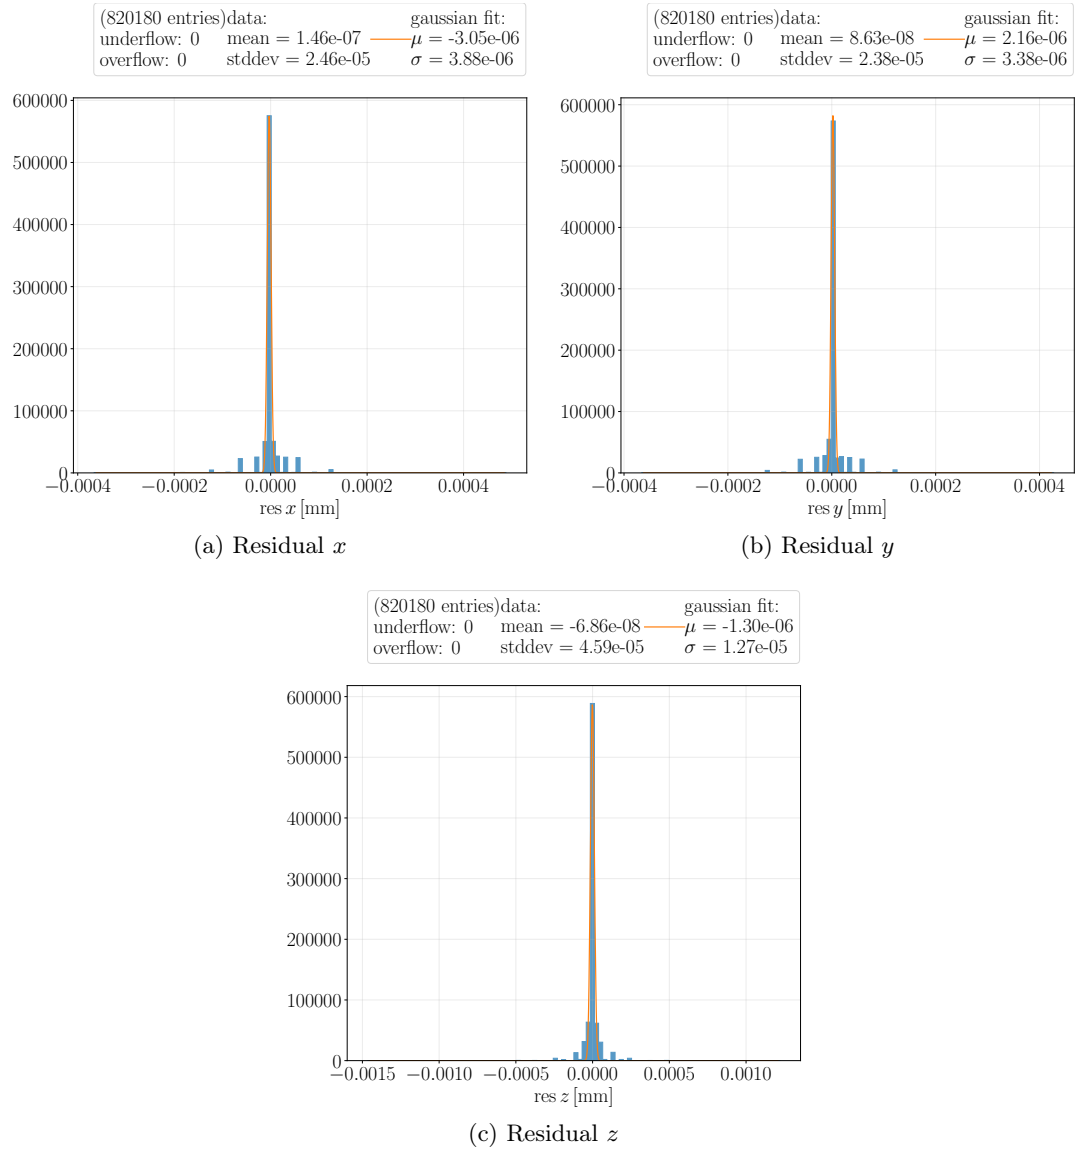 (820180 entries) data: gaussian fit:
underflow: 0 mean = 1.46e-07 μ = -3.05e-06
overflow: 0 stddev = 2.46e-05 σ = 3.88e-06
600000
500000
400000
300000
200000
100000
0
−0.0004 −0.0002 0.0000 0.0002 0.0004
res x [mm]
(a) Residual x
(820180 entries) data: gaussian fit:
underflow: 0 mean = 8.63e-08 μ = 2.16e-06
overflow: 0 stddev = 2.38e-05 σ = 3.38e-06
600000
500000
400000
300000
200000
100000
0
−0.0004 −0.0002 0.0000 0.0002 0.0004
res y [mm]
(b) Residual y
(820180 entries) data: gaussian fit:
underflow: 0 mean = -6.86e-08 μ = -1.30e-06
overflow: 0 stddev = 4.59e-05 σ = 1.27e-05
600000
500000
400000
300000
200000
100000
0
−0.0015 −0.0010 −0.0005 0.0000 0.0005 0.0010
res z [mm]
(c) Residual z